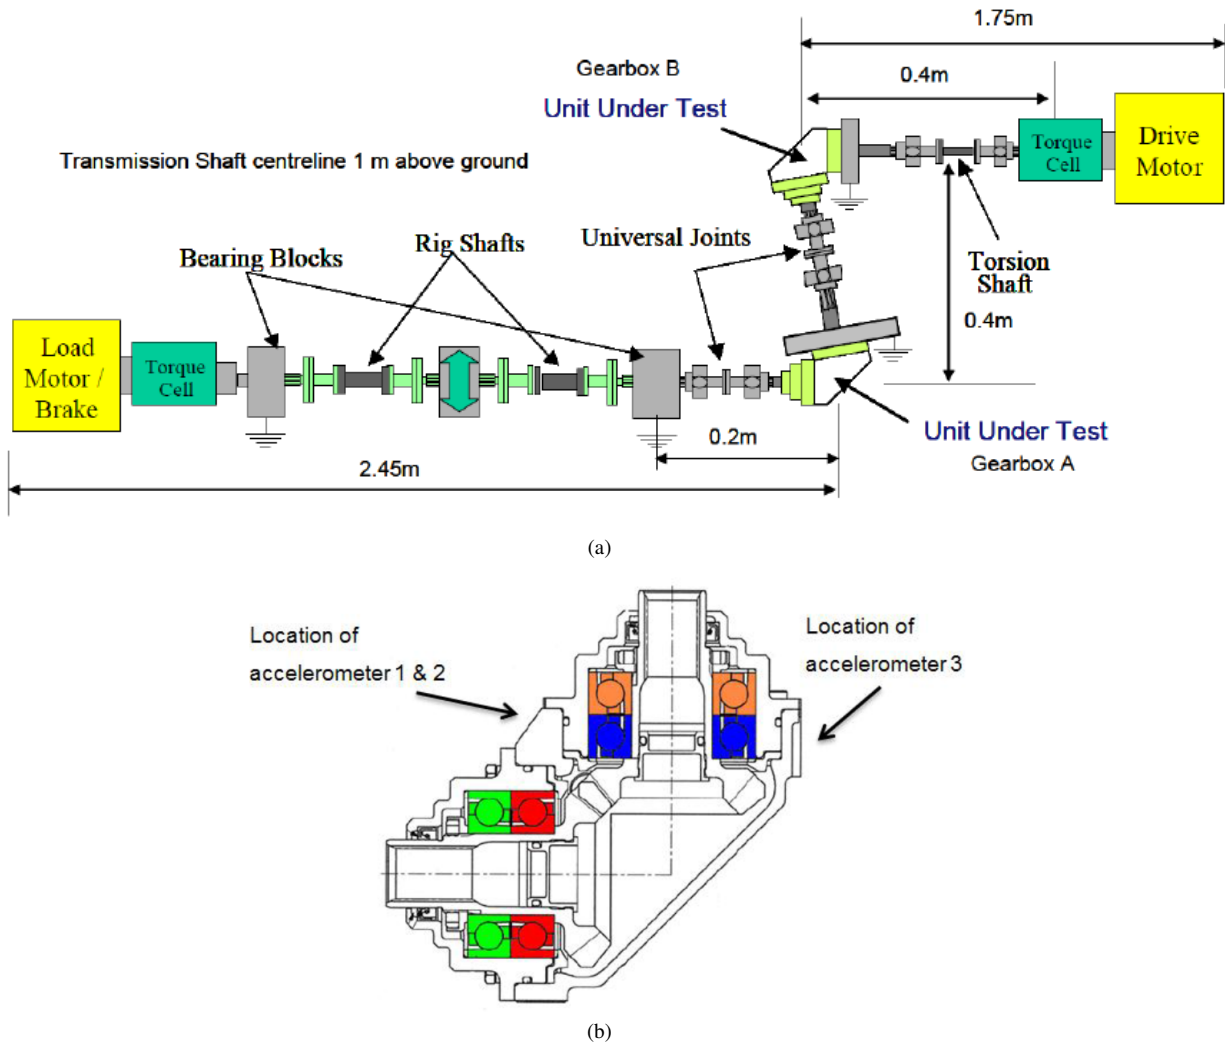 1.75m
Gearbox B
0.4m
Unit Under Test
Transmission Shaft centreline 1 m above ground
Torque
Cell
Drive
Motor
Bearing Blocks
Rig Shafts
Universal Joints
Torsion
Shaft
0.4m
Load
Motor /
Brake
Torque
Cell
0.2m
Unit Under Test
Gearbox A
2.45m
(a)
Location of
accelerometer 1 & 2
Location of
accelerometer 3
(b)